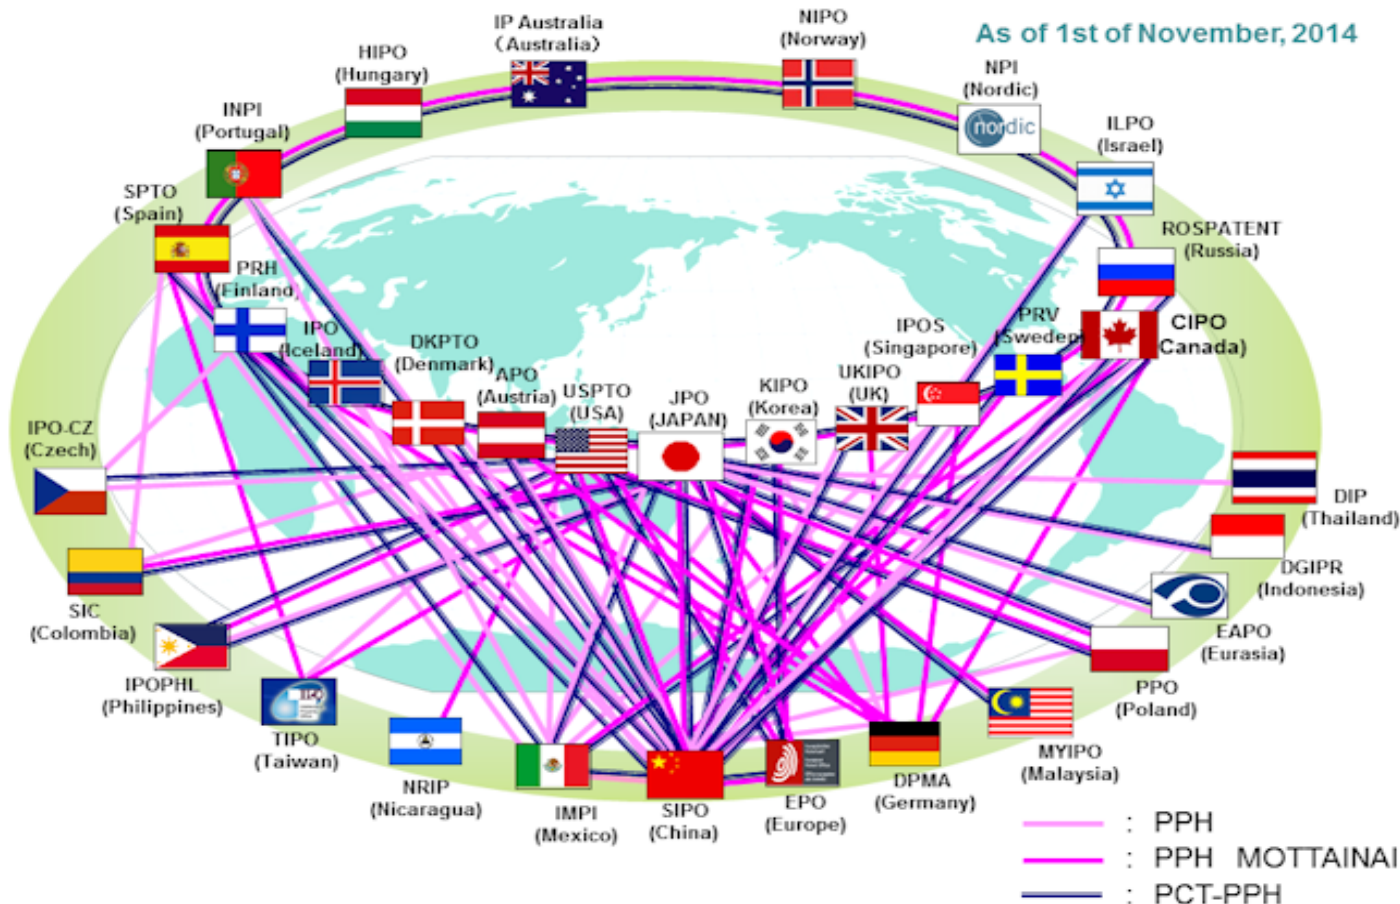 As of 1st of November, 2014
IP Australia
(Australia)
NIPO
(Norway)
HIPO
(Hungary)
NPI
(Nordic)
nordic
INPI
(Portugal)
ILPO
(Israel)
SPTO
(Spain)
ROSPATENT
(Russia)
PRH
(Finland)
IPO
(Iceland)
DKPTO
(Denmark)
APO
(Austria)
USPTO
(USA)
JPO
(JAPAN)
KIPO
(Korea)
UKIPO
(UK)
IPOS
(Singapore)
PRV
(Sweden)
CIPO
Canada)
IPO-CZ
(Czech)
DIP
(Thailand)
SIC
(Colombia)
DGIPR
(Indonesia)
EAPO
(Eurasia)
IPOPHL
(Philippines)
PPO
(Poland)
TIPO
(Taiwan)
MYIPO
(Malaysia)
NRIP
(Nicaragua)
IMPI
(Mexico)
SIPO
(China)
EPO
(Europe)
DPMA
(Germany)
: PPH
: PPH MOTTAINAI
: PCT-PPH